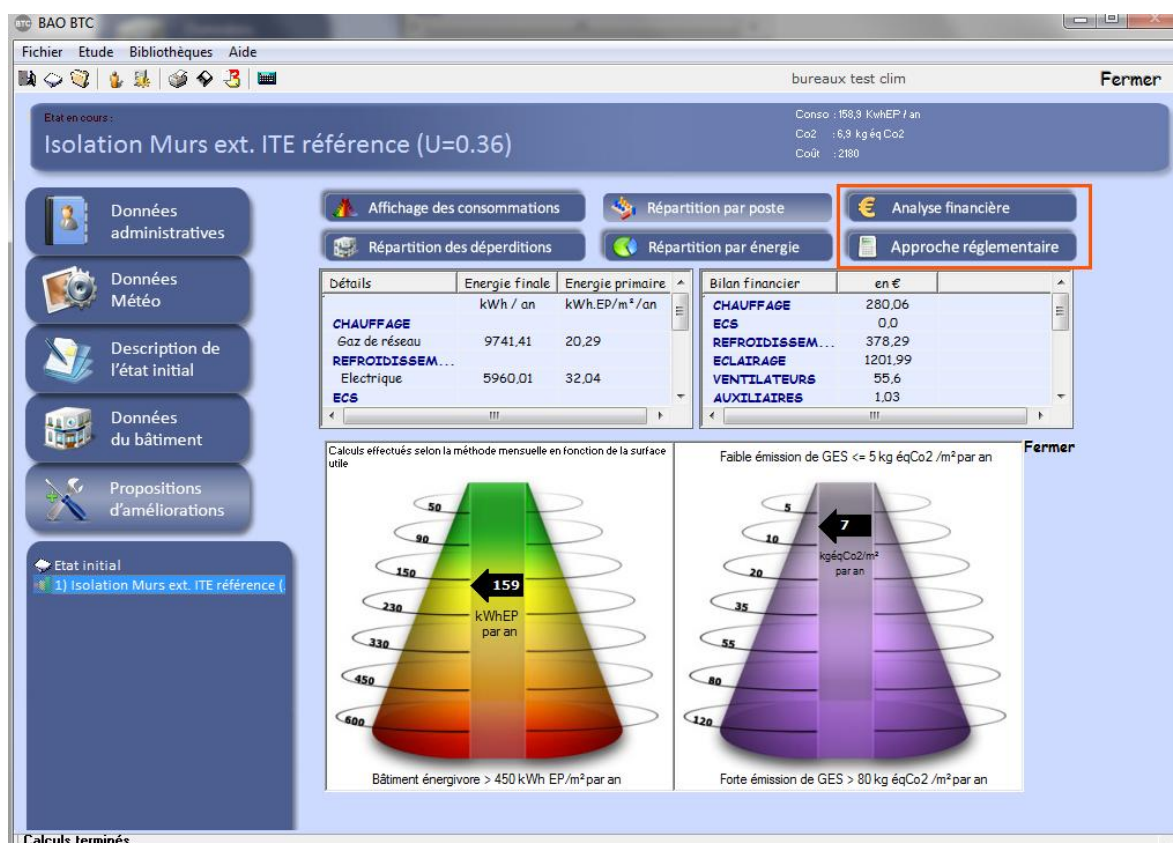 BTC BAO BTC
Fichier Etude Bibliothèques Aide
bureaux test clim Fermer
Etat en cours :
Isolation Murs ext. ITE référence (U=0.36)
Conso : 158,9 KwhEP / an
Co2 : 6,9 kg éq Co2
Coût : 2180
Données
administratives
Données
Météo
Description de
l'état initial
Données
du bâtiment
Propositions
d'améliorations
Etat initial
1) Isolation Murs ext. ITE référence (.
Affichage des consommations
Répartition par poste
Analyse financière
Répartition des déperditions
Répartition par énergie
Approche réglementaire
Détails Energie finale Energie primaire
kWh / an kWh.EP/m²/an
CHAUFFAGE
Gaz de réseau 9741,41 20,29
REFROIDISSEM...
Electrique 5960,01 32,04
ECS
Bilan financier en €
CHAUFFAGE 280,06
ECS 0,0
REFROIDISSEM... 378,29
ECLAIRAGE 1201,99
VENTILATEURS 55,6
AUXILIAIRES 1,03
Fermer
Calculs effectués selon la méthode mensuelle en fonction de la surface
utile
50
90
150
230
330
450
600
159
kWhEP
par an
Bâtiment énergivore > 450 kWh EP/m² par an
Faible émission de GES <= 5 kg éqCo2 /m² par an
5
10
20
35
55
80
120
7
kgéqCo2/m²
par an
Forte émission de GES > 80 kg éqCo2 /m² par an
Calculs terminés